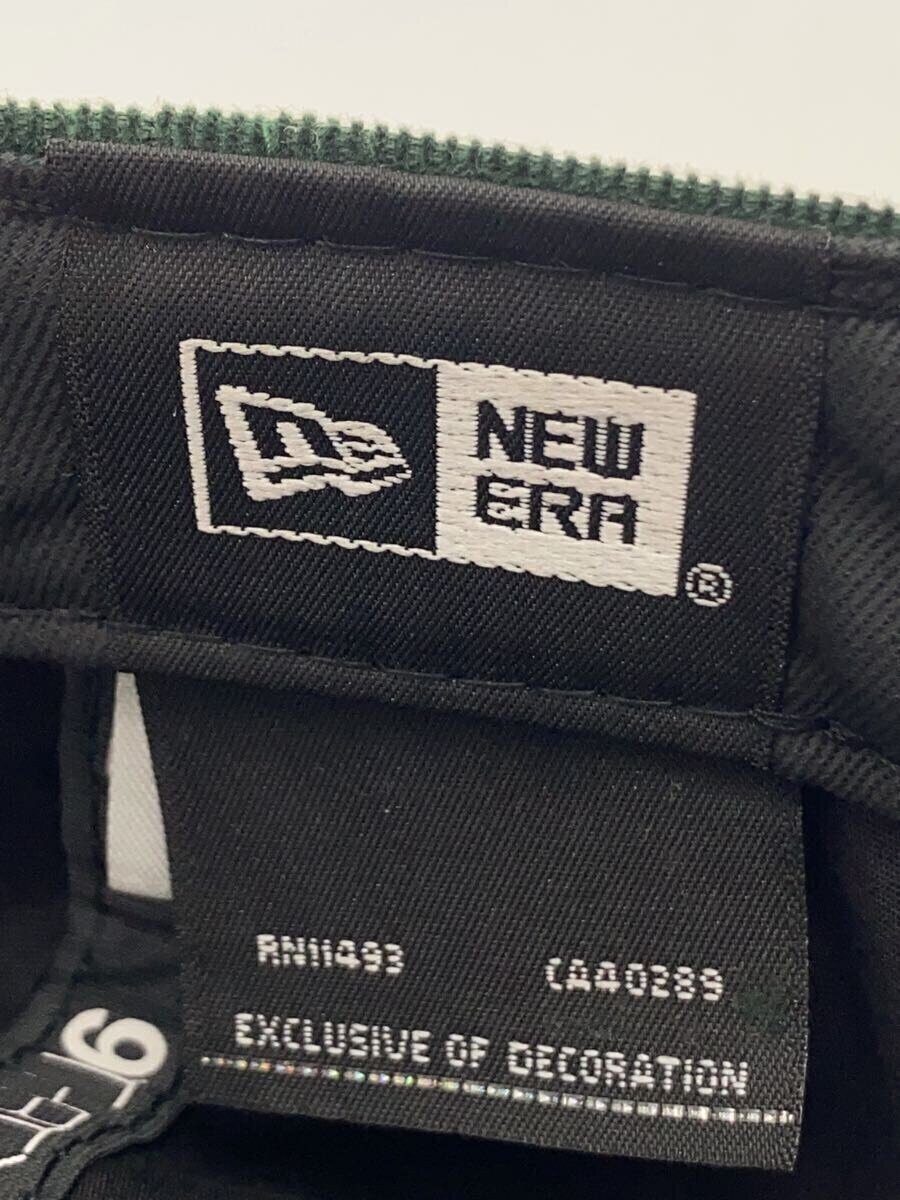 NEW
ERA
®
RN11493 CA40289
EXCLUSIVE OF DECORATION